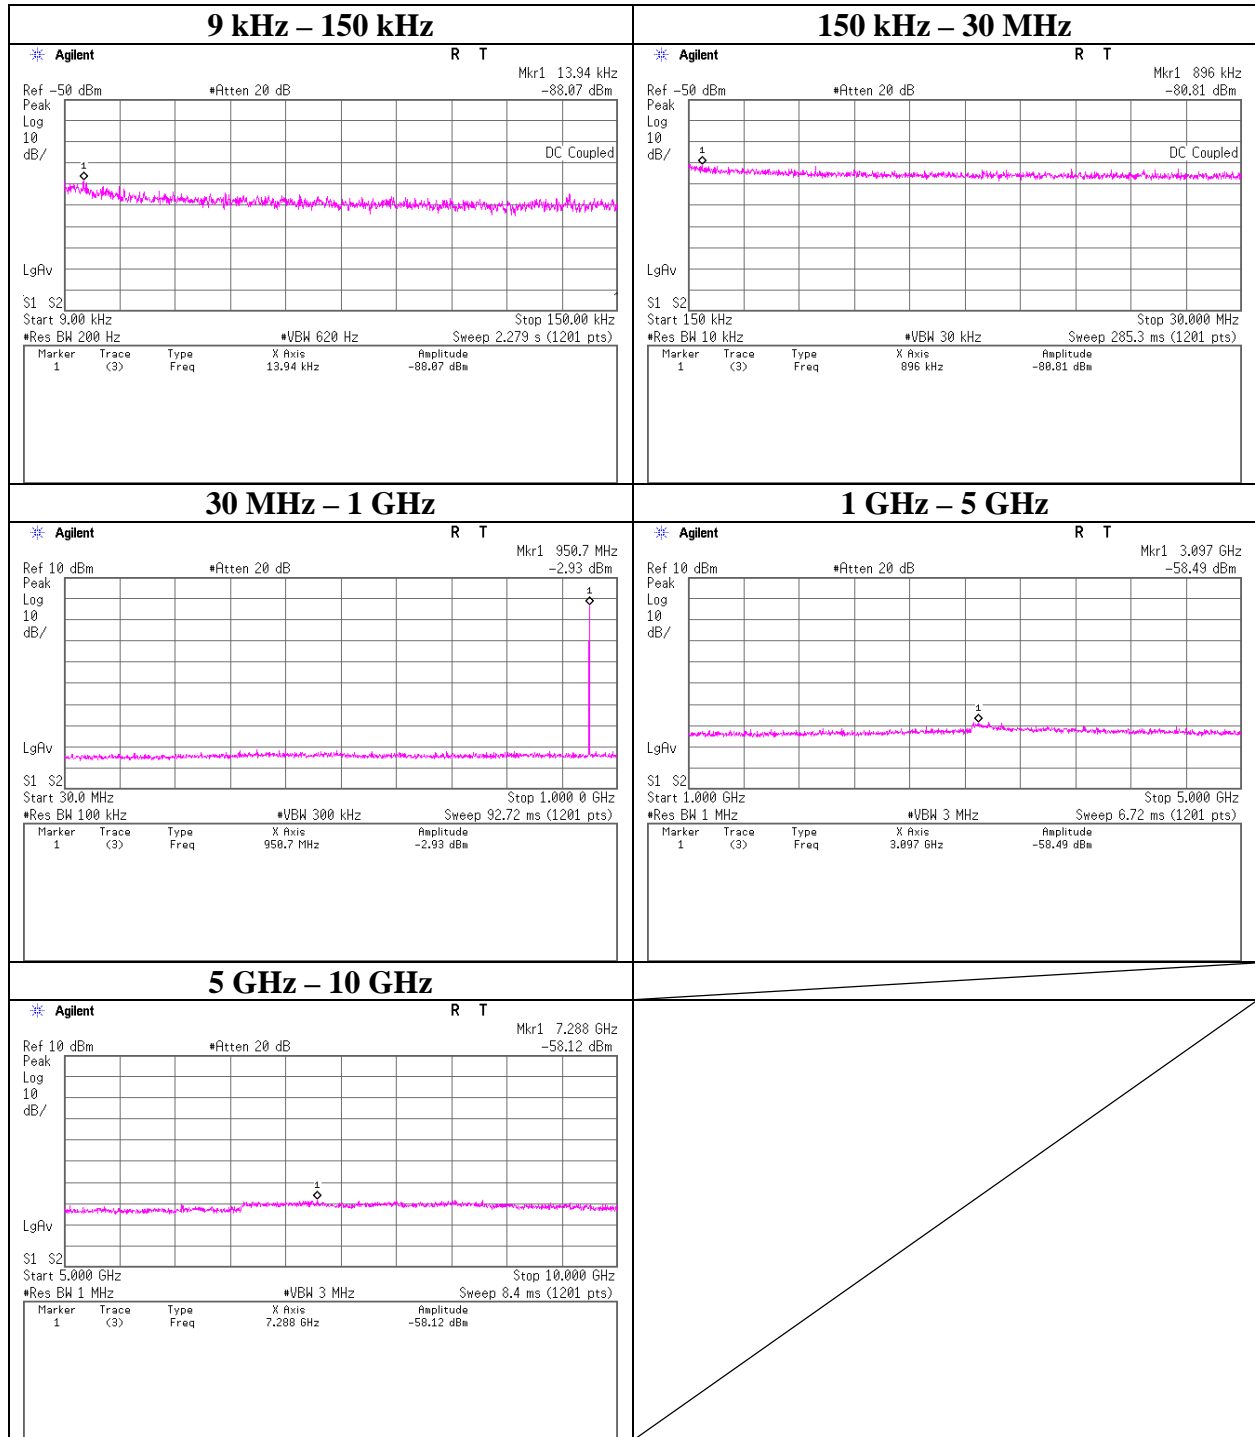 9 kHz – 150 kHz
Agilent R T
Mkr1 13.94 kHz
Ref -50 dBm #Atten 20 dB -88.07 dBm
Peak
Log
10
dB/
1
DC Coupled
LgAv
S1 S2
Start 9.00 kHz Stop 150.00 kHz
#Res BW 200 Hz #VBW 620 Hz Sweep 2.279 s (1201 pts)
Marker Trace Type X Axis Amplitude
1 (3) Freq 13.94 kHz -88.07 dBm
150 kHz – 30 MHz
Agilent R T
Mkr1 896 kHz
Ref -50 dBm #Atten 20 dB -80.81 dBm
Peak
Log
10
dB/
1
DC Coupled
LgAv
S1 S2
Start 150 kHz Stop 30.000 MHz
#Res BW 10 kHz #VBW 30 kHz Sweep 285.3 ms (1201 pts)
Marker Trace Type X Axis Amplitude
1 (3) Freq 896 kHz -80.81 dBm
30 MHz – 1 GHz
Agilent R T
Mkr1 950.7 MHz
Ref 10 dBm #Atten 20 dB -2.93 dBm
Peak
Log
10
dB/
1
LgAv
S1 S2
Start 30.0 MHz Stop 1.000 0 GHz
#Res BW 100 kHz #VBW 300 kHz Sweep 92.72 ms (1201 pts)
Marker Trace Type X Axis Amplitude
1 (3) Freq 950.7 MHz -2.93 dBm
1 GHz – 5 GHz
Agilent R T
Mkr1 3.097 GHz
Ref 10 dBm #Atten 20 dB -58.49 dBm
Peak
Log
10
dB/
1
LgAv
S1 S2
Start 1.000 GHz Stop 5.000 GHz
#Res BW 1 MHz #VBW 3 MHz Sweep 6.72 ms (1201 pts)
Marker Trace Type X Axis Amplitude
1 (3) Freq 3.097 GHz -58.49 dBm
5 GHz – 10 GHz
Agilent R T
Mkr1 7.288 GHz
Ref 10 dBm #Atten 20 dB -58.12 dBm
Peak
Log
10
dB/
1
LgAv
S1 S2
Start 5.000 GHz Stop 10.000 GHz
#Res BW 1 MHz #VBW 3 MHz Sweep 8.4 ms (1201 pts)
Marker Trace Type X Axis Amplitude
1 (3) Freq 7.288 GHz -58.12 dBm